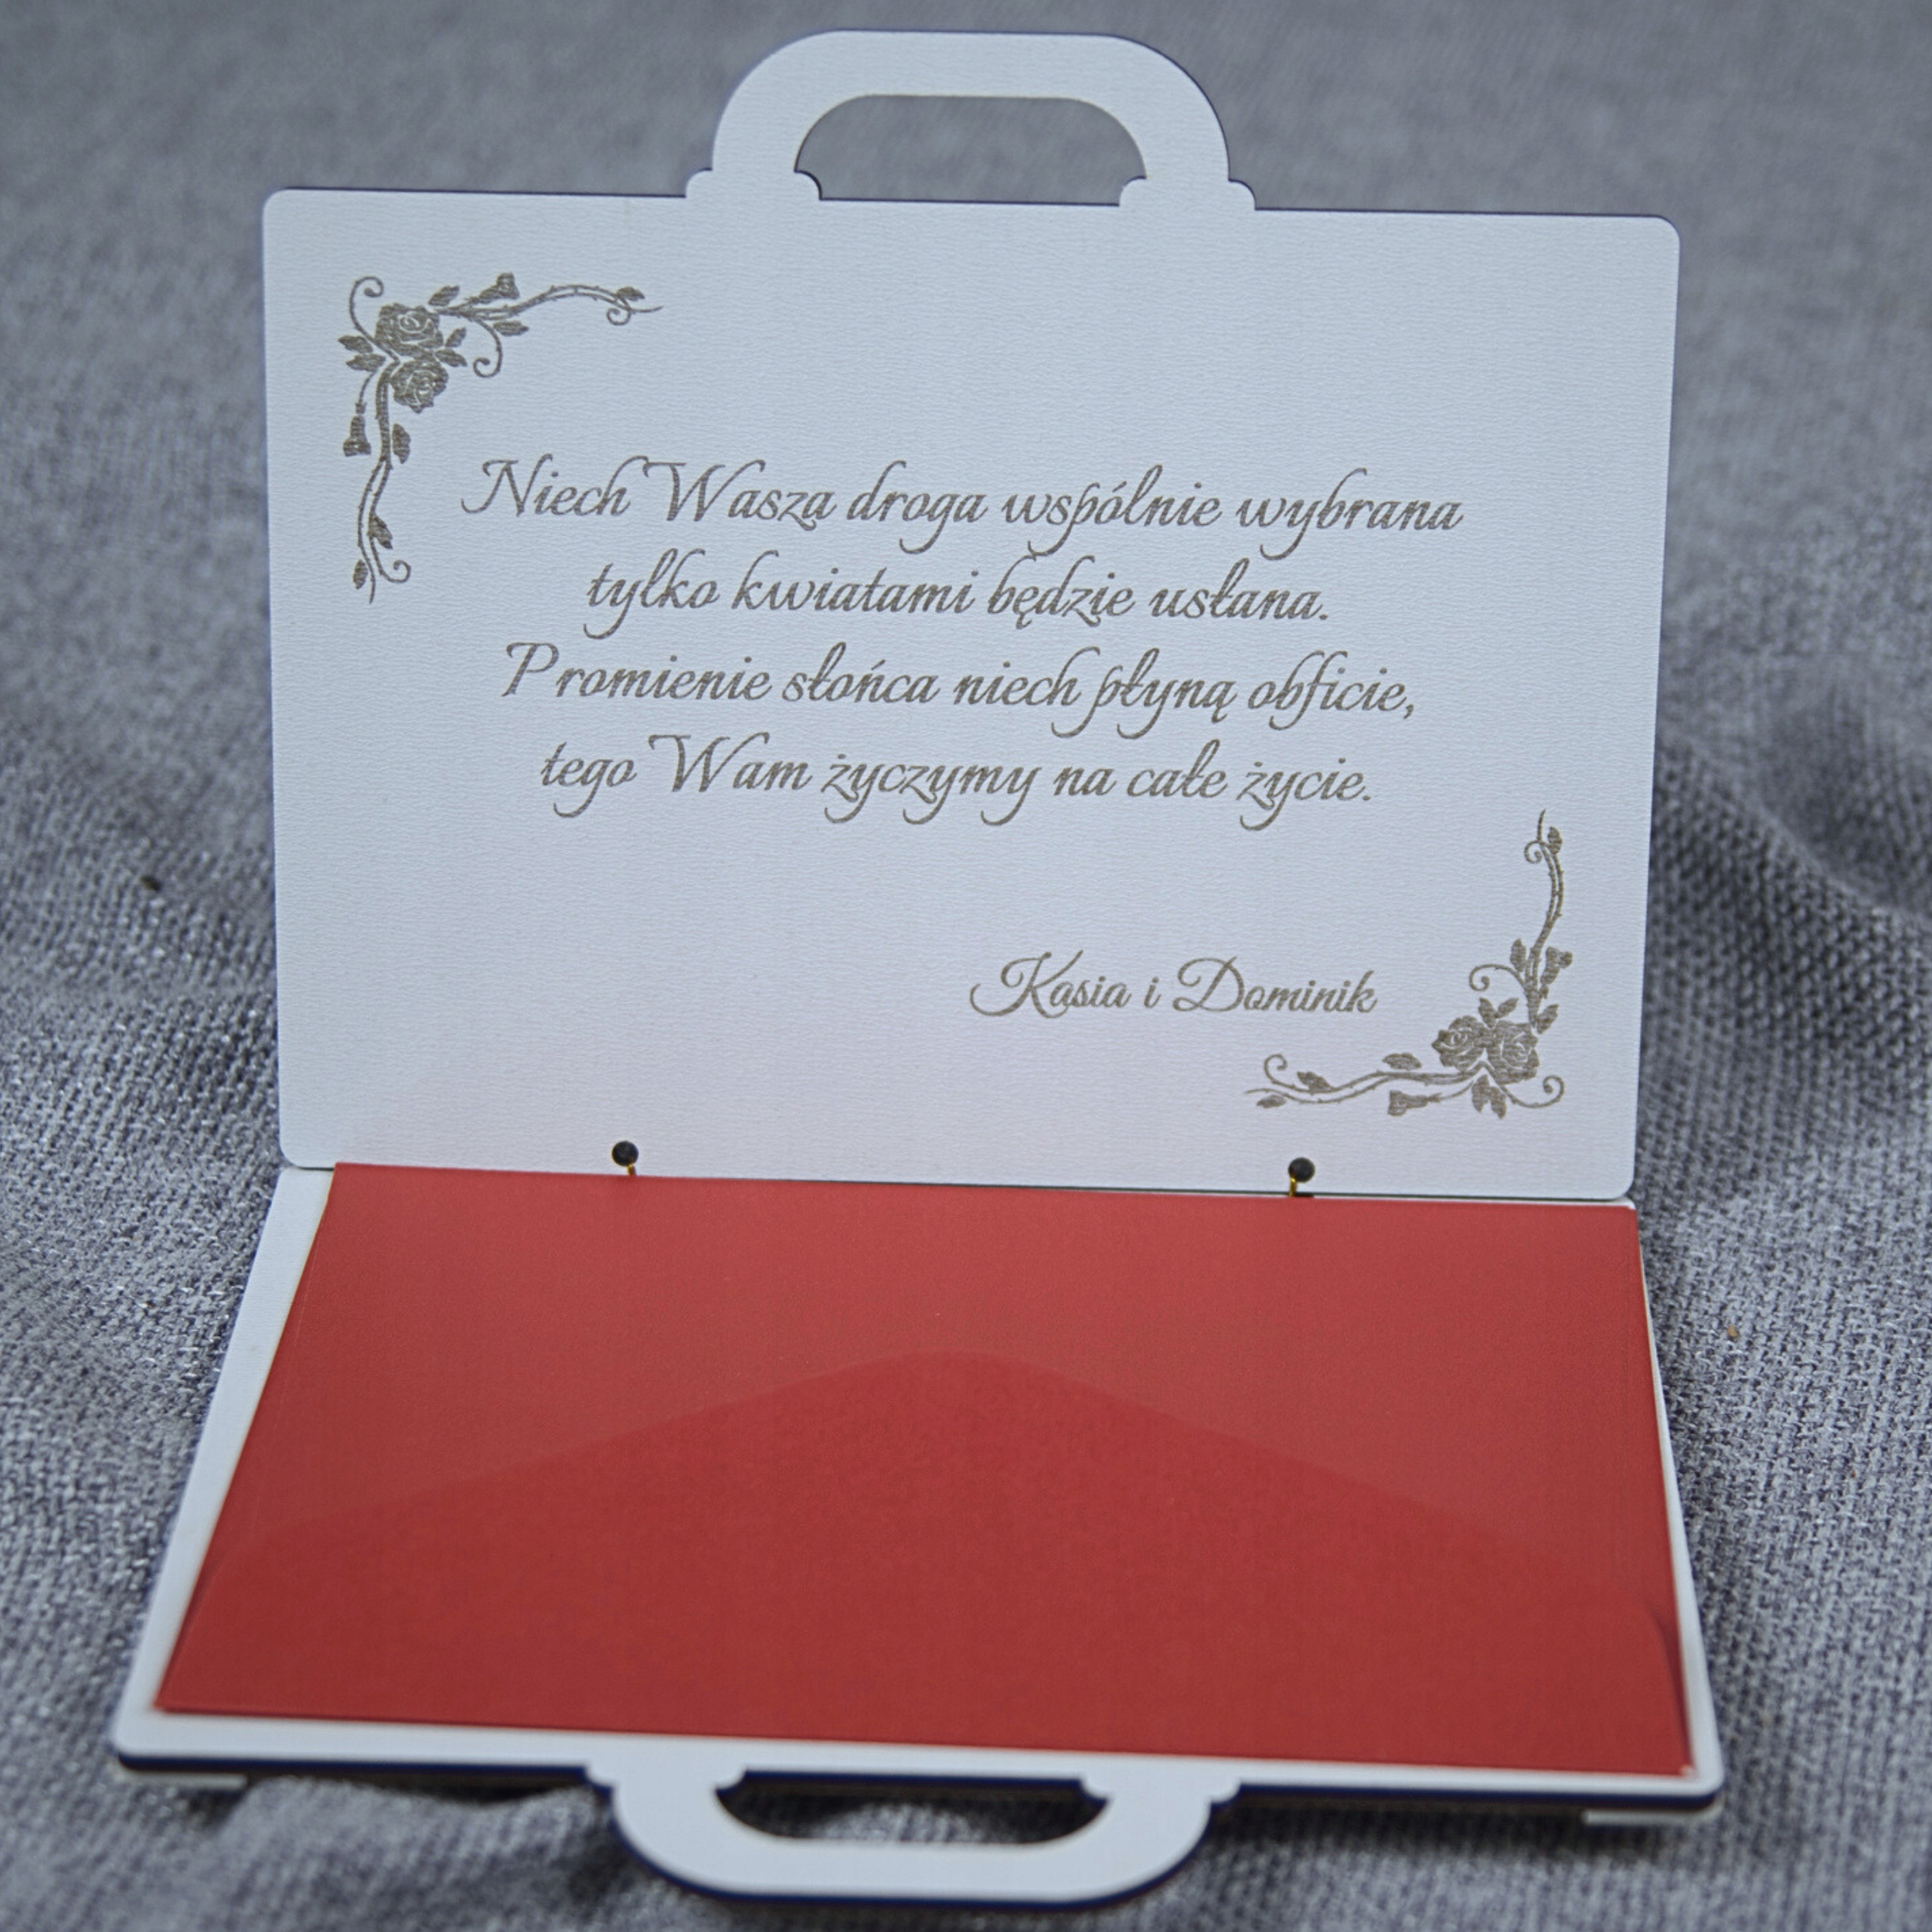 Niech Wasza droga wspólnie wybrana
tylko kwiatami będzie usłana.
Promienie słońca niech płyną obficie,
tego Wam życzymy na całe życie.
Kasia i Dominik